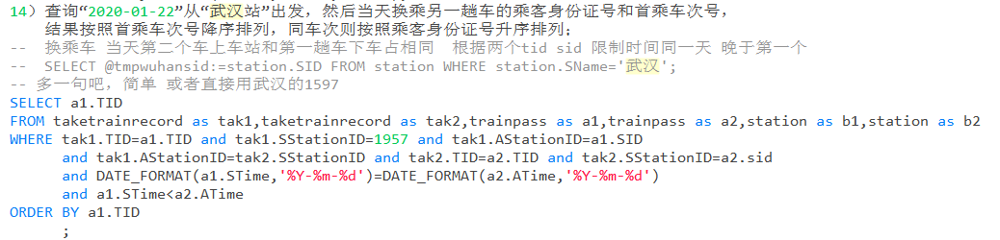 14）查询“2020-01-22”从“武汉站”出发，然后当天换乘另一趟车的乘客身份证号和首乘车次号，
结果按照首乘车次号降序排列，同车次则按照乘客身份证号升序排列；
-- 换乘车 当天第二个车上车站和第一趟车下车占相同  根据两个tid sid 限制时间同一天 晚于第一个
-- SELECT @tmpwuhansid:=station.SID FROM station WHERE station.SName='武汉';
-- 多一句吧，简单 或者直接用武汉的1597
SELECT a1.TID
FROM taketrainrecord as tak1,taketrainrecord as tak2,trainpass as a1,trainpass as a2,station as b1,station as b2
WHERE tak1.TID=a1.TID and tak1.SStationID=1957 and tak1.AStationID=a1.SID
and tak1.AStationID=tak2.SStationID and tak2.TID=a2.TID and tak2.SStationID=a2.sid
and DATE_FORMAT(a1.STime,'%Y-%m-%d')=DATE_FORMAT(a2.ATime,'%Y-%m-%d')
and a1.STime<a2.ATime
ORDER BY a1.TID
;